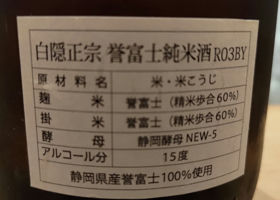 白隠正宗 誉富士純米酒 R03BY
原材料名 米・米こうじ
麹米 誉富士（精米歩合60%）
掛米 誉富士（精米歩合60%）
酵母 静岡酵母 NEW-5
アルコール分 15度
静岡県産誉富士100%使用